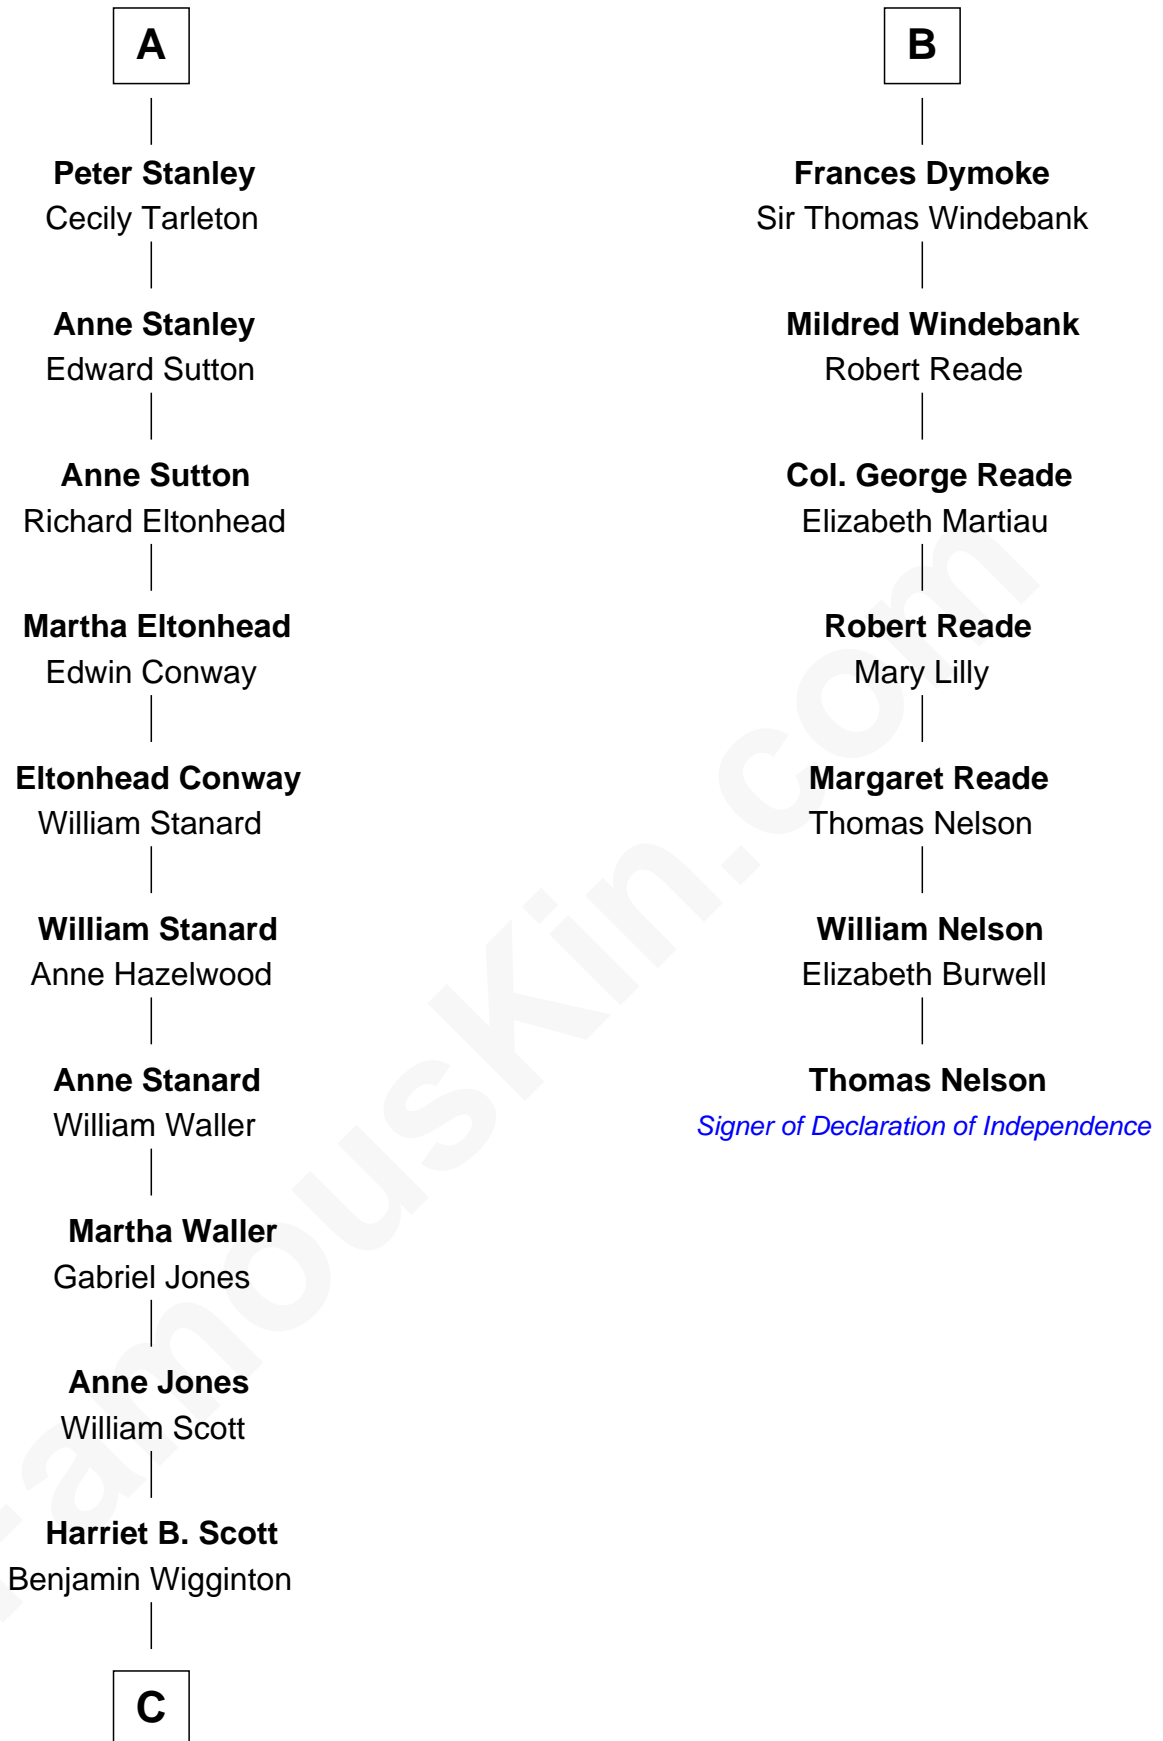 A
Peter Stanley
Cecily Tarleton
Anne Stanley
Edward Sutton
Anne Sutton
Richard Eltonhead
Martha Eltonhead
Edwin Conway
Eltonhead Conway
William Stanard
William Stanard
Anne Hazelwood
Anne Stanard
William Waller
Martha Waller
Gabriel Jones
Anne Jones
William Scott
Harriet B. Scott
Benjamin Wigginton
C
B
Frances Dymoke
Sir Thomas Windebank
Mildred Windebank
Robert Reade
Col. George Reade
Elizabeth Martiau
Robert Reade
Mary Lilly
Margaret Reade
Thomas Nelson
William Nelson
Elizabeth Burwell
Thomas Nelson
Signer of Declaration of Independence
FamousKin.com